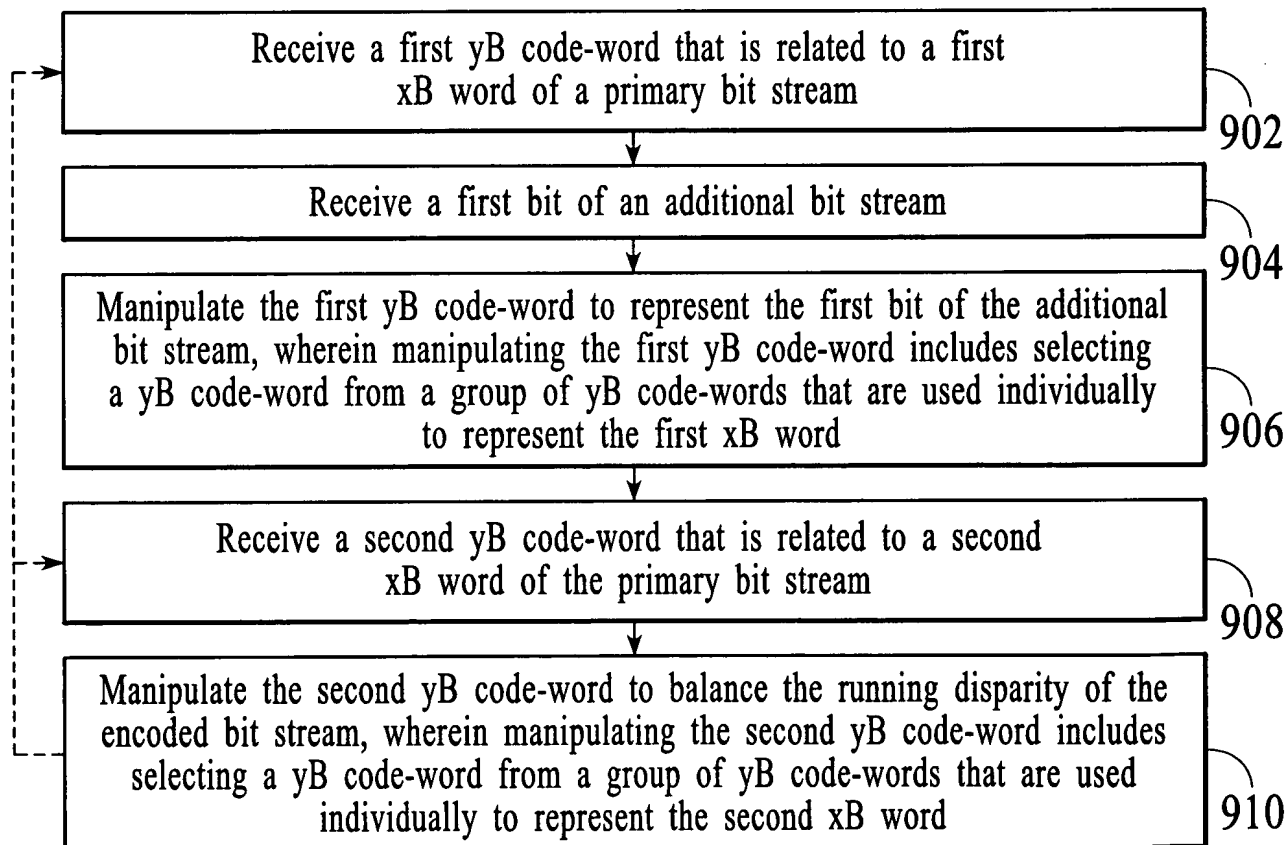 Receive a first yB code-word that is related to a first
xB word of a primary bit stream
902
Receive a first bit of an additional bit stream
904
Manipulate the first yB code-word to represent the first bit of the additional
bit stream, wherein manipulating the first yB code-word includes selecting
a yB code-word from a group of yB code-words that are used individually
to represent the first xB word
906
Receive a second yB code-word that is related to a second
xB word of the primary bit stream
908
Manipulate the second yB code-word to balance the running disparity of the
encoded bit stream, wherein manipulating the second yB code-word includes
selecting a yB code-word from a group of yB code-words that are used
individually to represent the second xB word
910